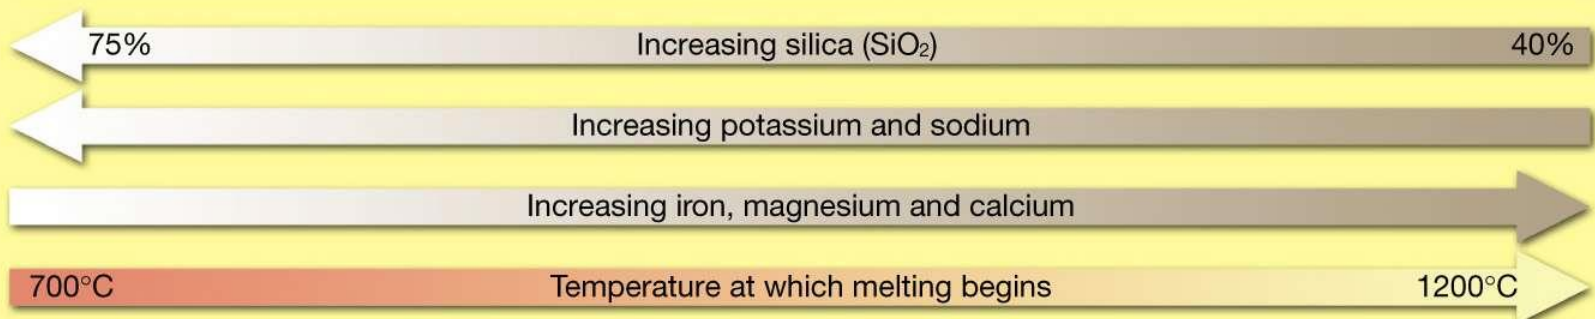 75% Increasing silica (SiO₂) 40%
Increasing potassium and sodium
Increasing iron, magnesium and calcium
700°C Temperature at which melting begins 1200°C